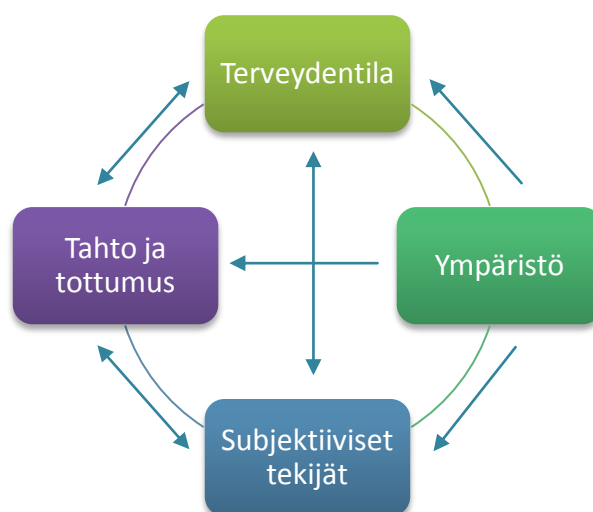 Terveydentila
Tahto ja
tottumus
Ympäristö
Subjektiiviset
tekijät